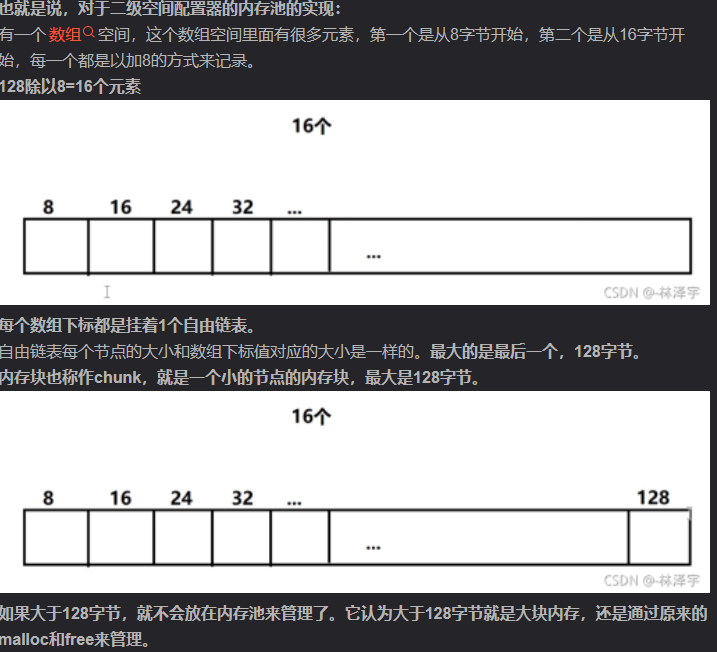 也就是说，对于二级空间配置器的内存池的实现：
有一个数组空间，这个数组空间里面有很多元素，第一个是从8字节开始，第二个是从16字节开
始，每一个都是以加8的方式来记录。
128除以8=16个元素
16个
8 16 24 32 ...
...
CSDN @-林泽宇
每个数组下标都是挂着1个自由链表。
自由链表每个节点的大小和数组下标值对应的大小是一样的。最大的是最后一个，128字节。
内存块也称作chunk，就是一个小的节点的内存块，最大是128字节。
16个
8 16 24 32 ... 128
...
CSDN @-林泽宇
如果大于128字节，就不会放在内存池来管理了。它认为大于128字节就是大块内存，还是通过原来的
malloc和free来管理。